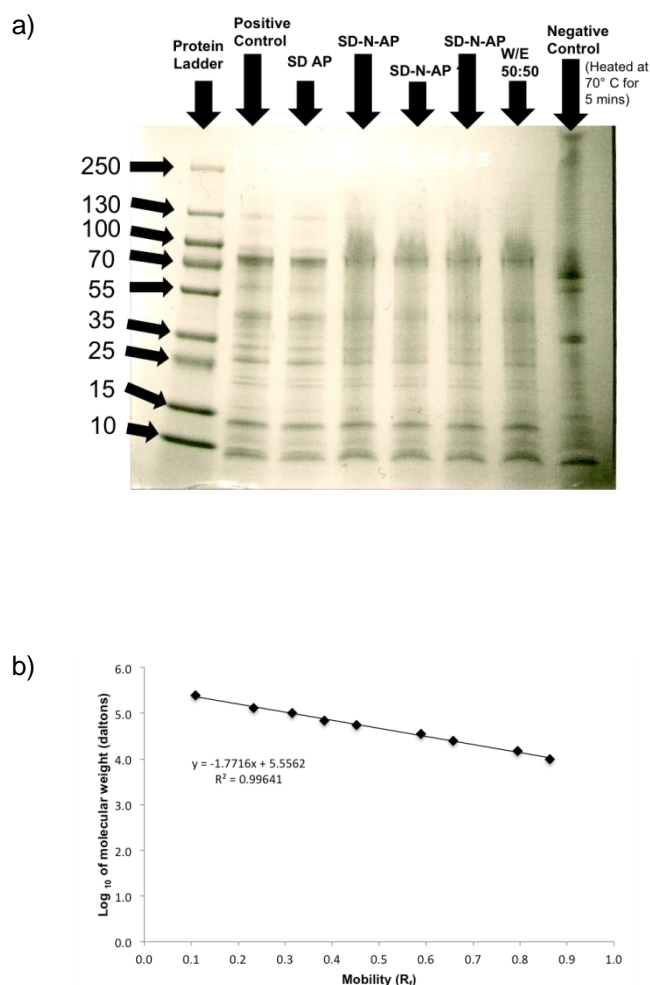 a)
Protein
Ladder
Positive
Control
SD AP
SD-N-AP
SD-N-AP
SD-N-AP
W/E
50:50
Negative
Control
(Heated at
70° C for
5 mins)
250
130
100
70
55
35
25
15
10
b)
Log 10 of molecular weight (daltons)
6.0
5.0
4.0
3.0
2.0
1.0
0.0
y = -1.7716x + 5.5562
R² = 0.99641
0.0 0.1 0.2 0.3 0.4 0.5 0.6 0.7 0.8 0.9 1.0
Mobility (Rf)